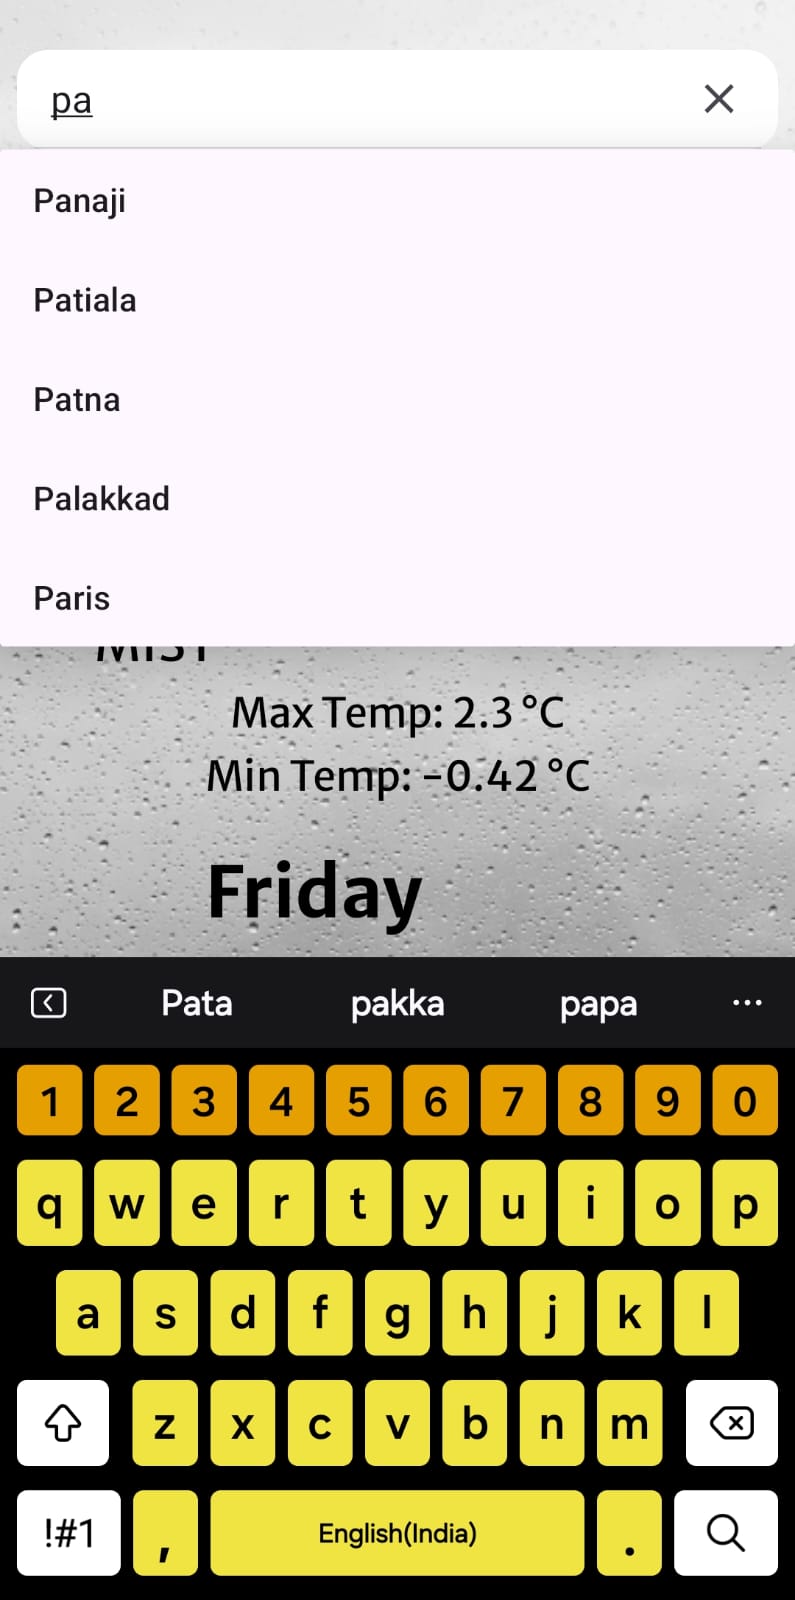 pa
Panaji
Patiala
Patna
Palakkad
Paris
MIST
Max Temp: 2.3 °C
Min Temp: -0.42 °C
Friday
Pata pakka papa ...
1 2 3 4 5 6 7 8 9 0
q w e r t y u i o p
a s d f g h j k l
z x c v b n m
!#1 , English(India) .